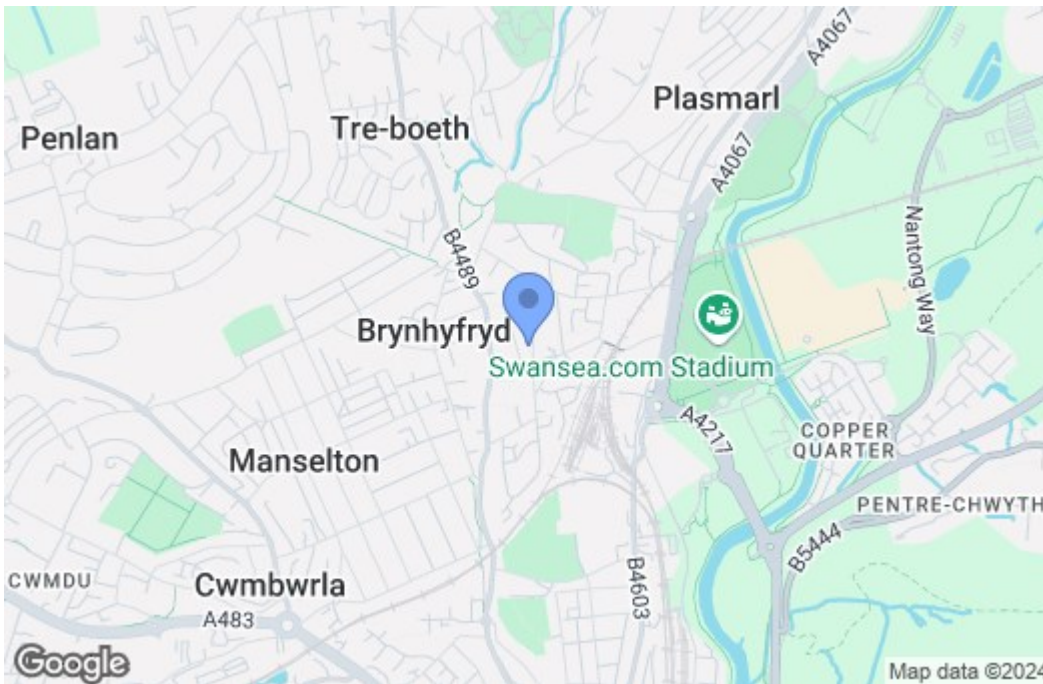 A4067
Plasmarl
Tre-boeth
Penlan
A4067
Nantong Way
B4489
Brynhyfryd
Swansea.com Stadium
A4217
COPPER
QUARTER
Manselton
PENTRE-CHWYTH
B5444
CWMDU
Cwmbwrla
B4603
A483
Google
Map data ©2024